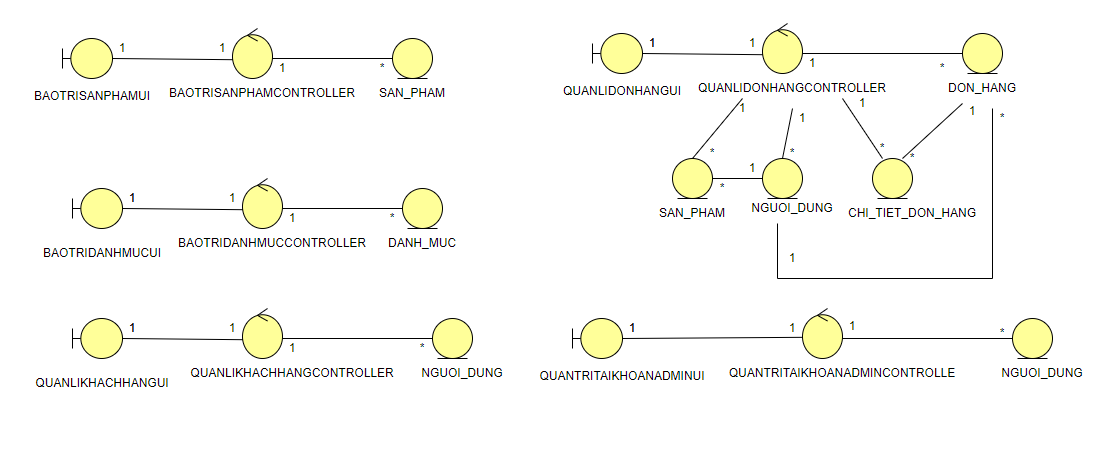 1
1
1
*
BAOTRISANPHAMUI
BAOTRISANPHAMCONTROLLER
SAN_PHAM
1
1
1
*
QUANLIDONHANGUI
QUANLIDONHANGCONTROLLER
DON_HANG
1
1
1
1
*
*
*
*
*
1
*
1
SAN_PHAM
NGUOI_DUNG
CHI_TIET_DON_HANG
1
1
1
1
*
BAOTRIDANHMUCUI
BAOTRIDANHMUCCONTROLLER
DANH_MUC
1
1
1
*
QUANLIKHACHHANGUI
QUANLIKHACHHANGCONTROLLER
NGUOI_DUNG
1
1
1
*
QUANTRITAIKHOANADMINUI
QUANTRITAIKHOANADMINCONTROLLE
NGUOI_DUNG